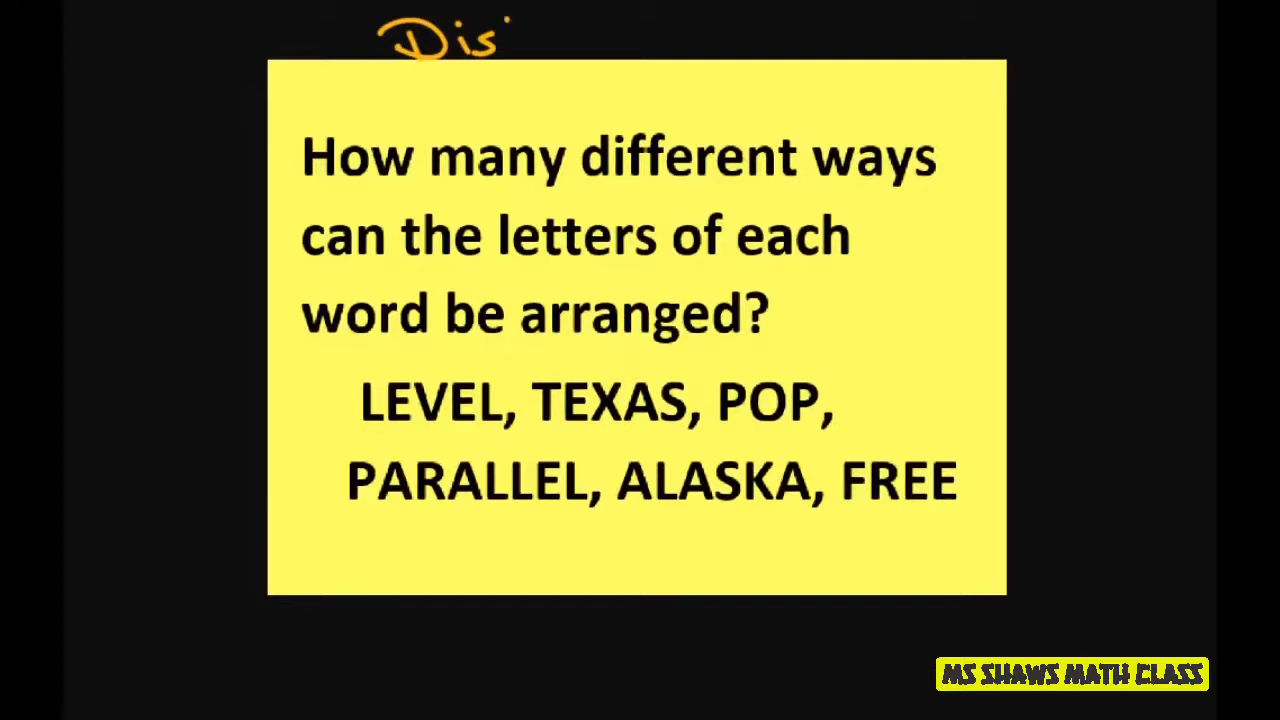 Dis
How many different ways
can the letters of each
word be arranged?
LEVEL, TEXAS, POP,
PARALLEL, ALASKA, FREE
MS SHAWS MATH CLASS